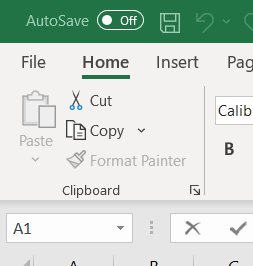 AutoSave Off
File Home Insert Pag
Cut
Copy
Paste
Format Painter
Calib
B
Clipboard
A1
A B C